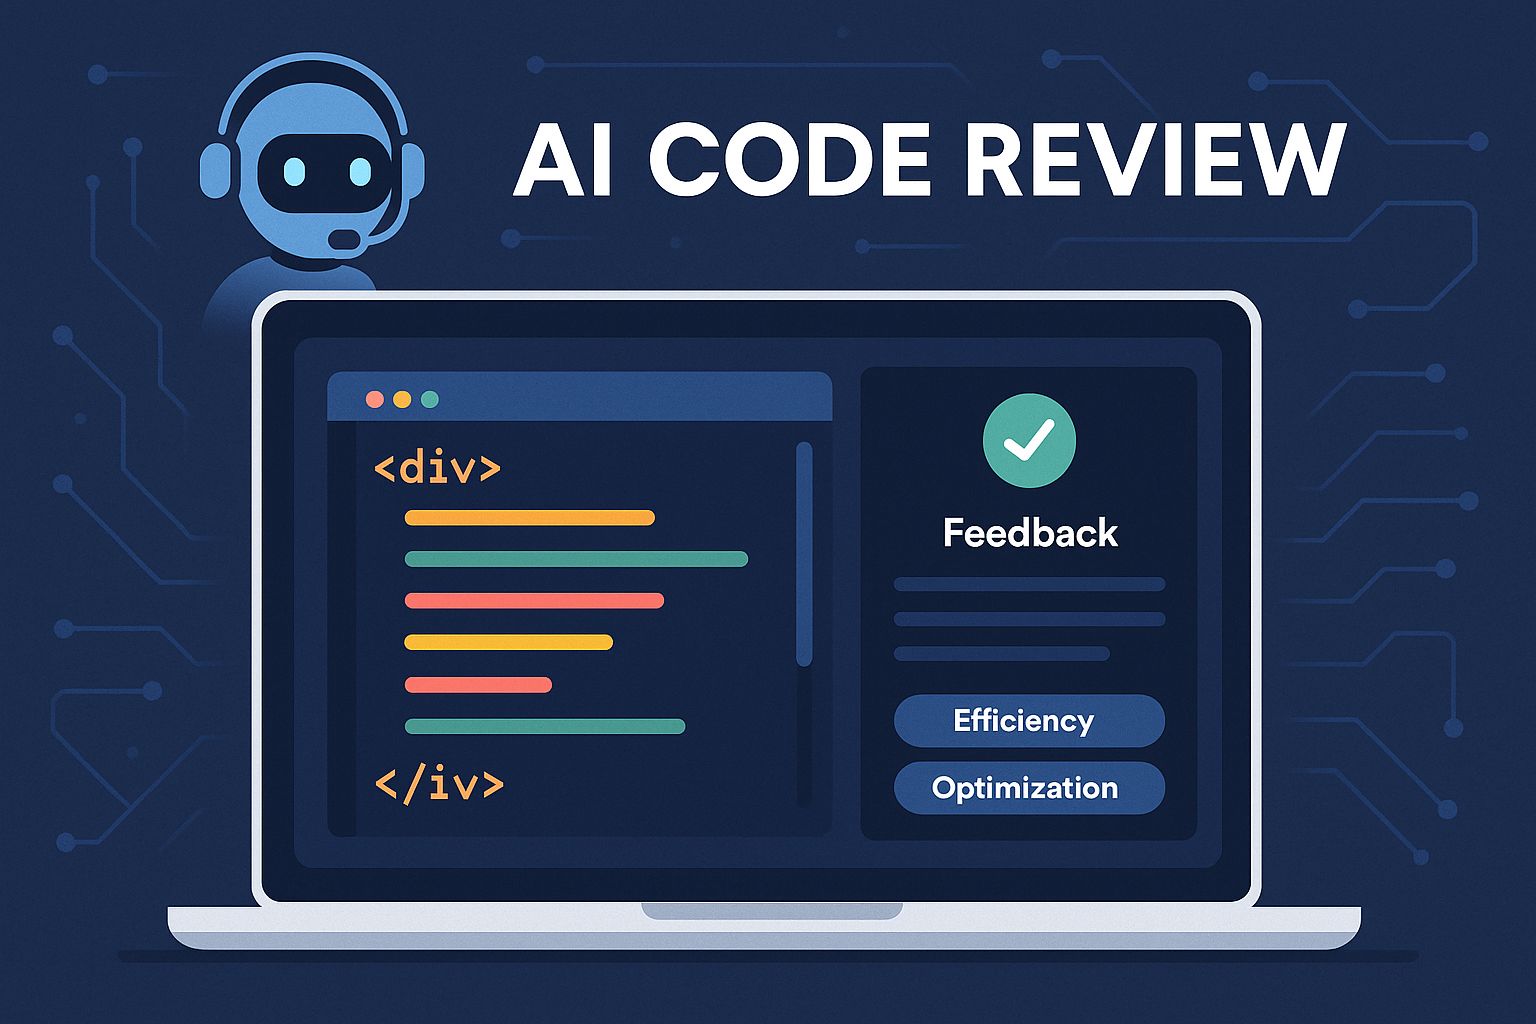 AI CODE REVIEW
<div>
</iv>
Feedback
Efficiency
Optimization